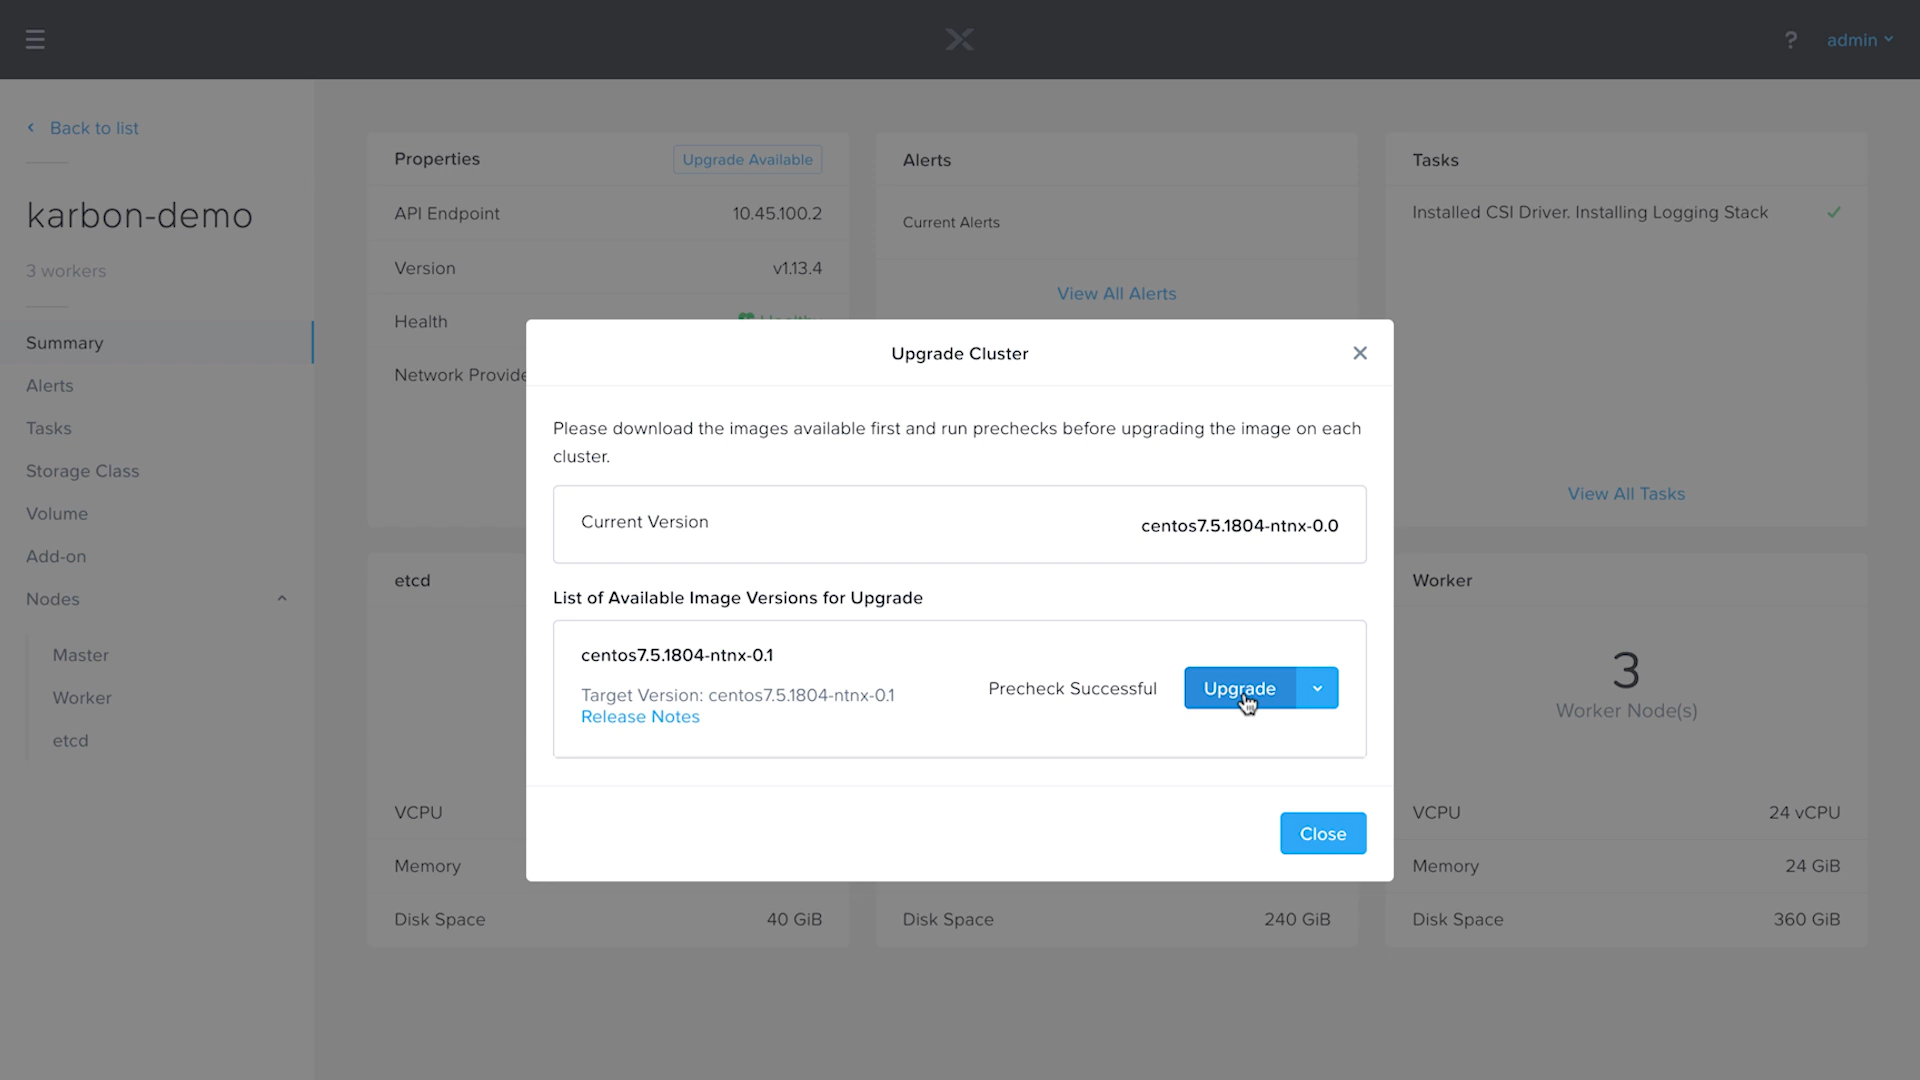 ? admin
Back to list
karbon-demo
3 workers
Summary
Alerts
Tasks
Storage Class
Volume
Add-on
Nodes
Master
Worker
etcd
Properties
Upgrade Available
API Endpoint 10.45.100.2
Version v1.13.4
Health Healthy
Network Provide
Alerts
Current Alerts
View All Alerts
Tasks
Installed CSI Driver. Installing Logging Stack
View All Tasks
Upgrade Cluster
Please download the images available first and run prechecks before upgrading the image on each
cluster.
Current Version centos7.5.1804-ntnx-0.0
List of Available Image Versions for Upgrade
centos7.5.1804-ntnx-0.1
Target Version: centos7.5.1804-ntnx-0.1
Release Notes
Precheck Successful
Upgrade
Close
etcd
VCPU
Memory
Disk Space 40 GiB
Disk Space 240 GiB
Worker
3
Worker Node(s)
VCPU 24 vCPU
Memory 24 GiB
Disk Space 360 GiB